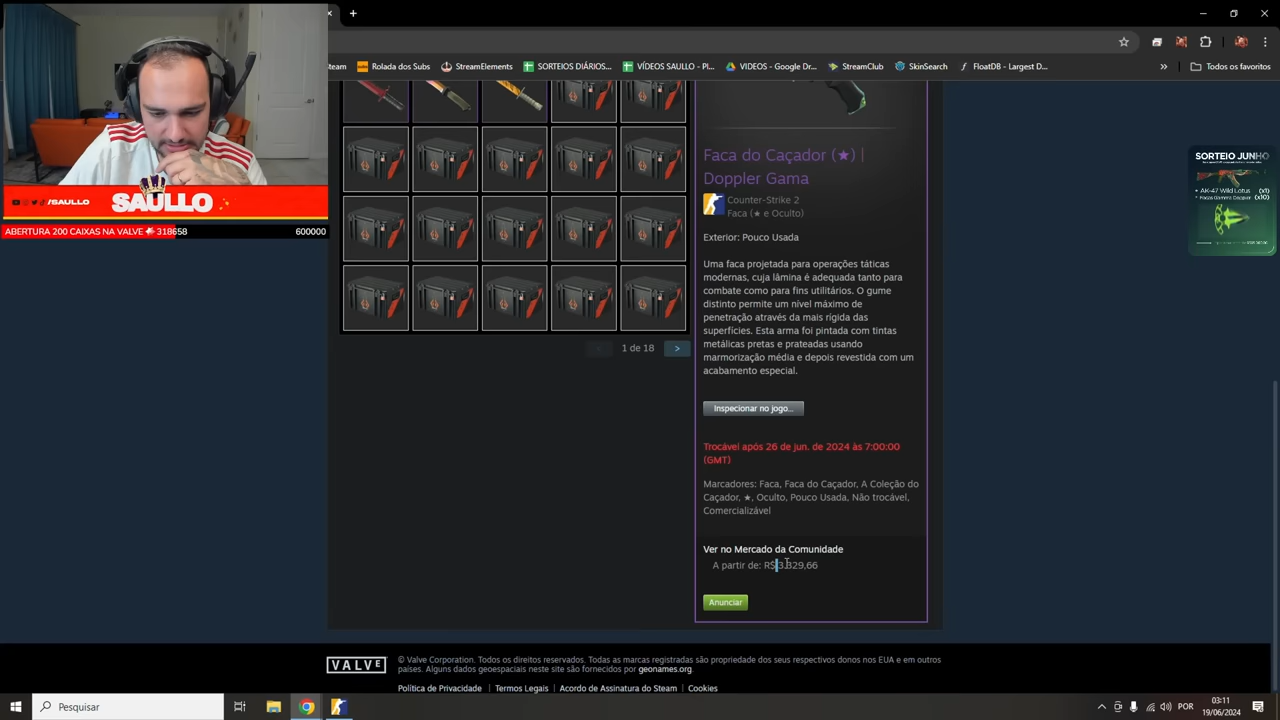 Steam
Rolada dos Subs
StreamElements
SORTEIOS DIÁRIOS...
VÍDEOS SAULLO - Pl...
VIDEOS - Google Dr...
StreamClub
SkinSearch
FloatDB - Largest D...
Todos os favoritos
/SAULLO
SAULLO
ABERTURA 200 CAIXAS NA VALVE 318658
600000
SORTEIO JUNHO
• AK-47 Wild Lotus (x1)
(x10)
Faca do Caçador (★) |
Doppler Gama
Counter-Strike 2
Faca (★ e Oculto)
Exterior: Pouco Usada
Uma faca projetada para operações táticas
modernas, cuja lâmina é adequada tanto para
combate como para fins utilitários. O gume
distinto permite um nível máximo de
penetração através da mais rígida das
superfícies. Esta arma foi pintada com tintas
metálicas pretas e prateadas usando
marmorização média e depois revestida com um
acabamento especial.
1 de 18
Inspecionar no jogo...
Trocável após 26 de jun. de 2024 às 7:00:00
(GMT)
Marcadores: Faca, Faca do Caçador, A Coleção do
Caçador, ★, Oculto, Pouco Usada, Não trocável,
Comercializável
Ver no Mercado da Comunidade
A partir de: R$ 3.329,66
Anunciar
VALVE
© Valve Corporation. Todos os direitos reservados. Todas as marcas registradas são propriedade dos seus respectivos donos nos EUA e em outros
países. Alguns dados geoespaciais neste site são fornecidos por geonames.org.
Política de Privacidade | Termos Legais | Acordo de Assinatura do Steam | Cookies
Pesquisar
POR
03:11
19/06/2024